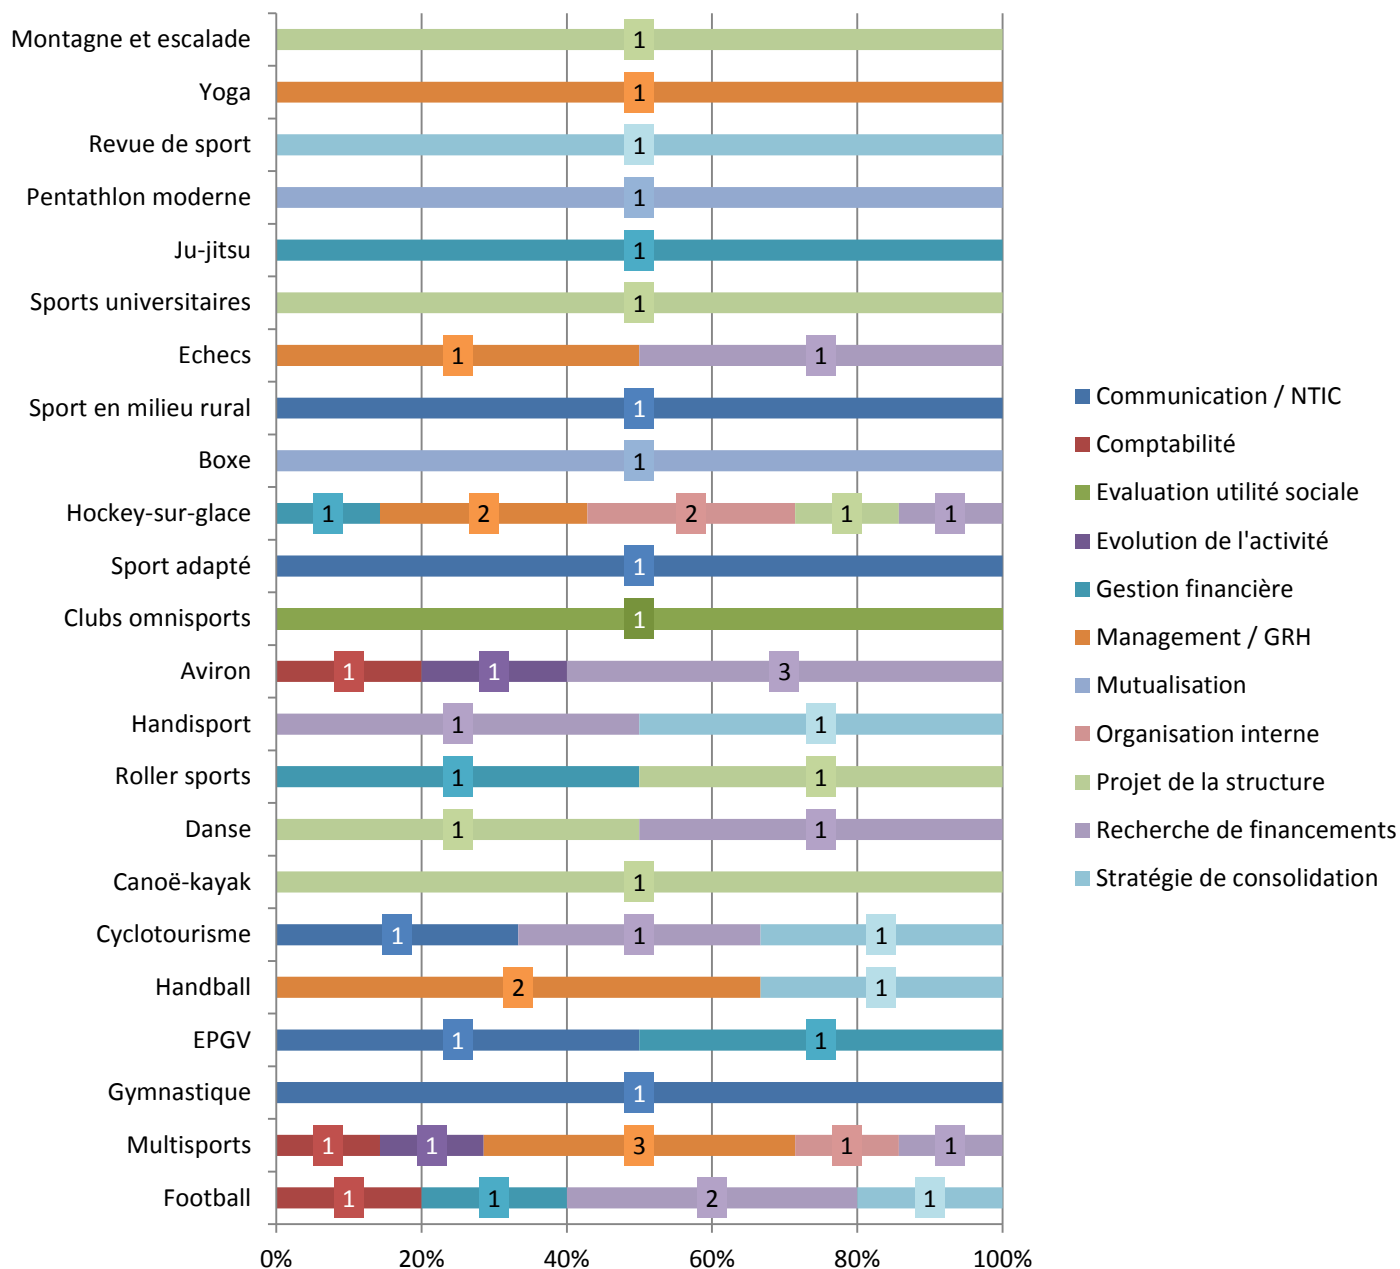 Montagne et escalade 1
Yoga 1
Revue de sport 1
Pentathlon moderne 1
Ju-jitsu 1
Sports universitaires 1
Echecs 1 1
Sport en milieu rural 1
Boxe 1
Hockey-sur-glace 1 2 2 1 1
Sport adapté 1
Clubs omnisports 1
Aviron 1 1 3
Handisport 1 1
Roller sports 1 1
Danse 1 1
Canoë-kayak 1
Cyclotourisme 1 1 1
Handball 2 1
EPGV 1 1
Gymnastique 1
Multisports 1 1 3 1 1
Football 1 1 2 1
0% 20% 40% 60% 80% 100%
Communication / NTIC
Comptabilité
Evaluation utilité sociale
Evolution de l'activité
Gestion financière
Management / GRH
Mutualisation
Organisation interne
Projet de la structure
Recherche de financements
Stratégie de consolidation